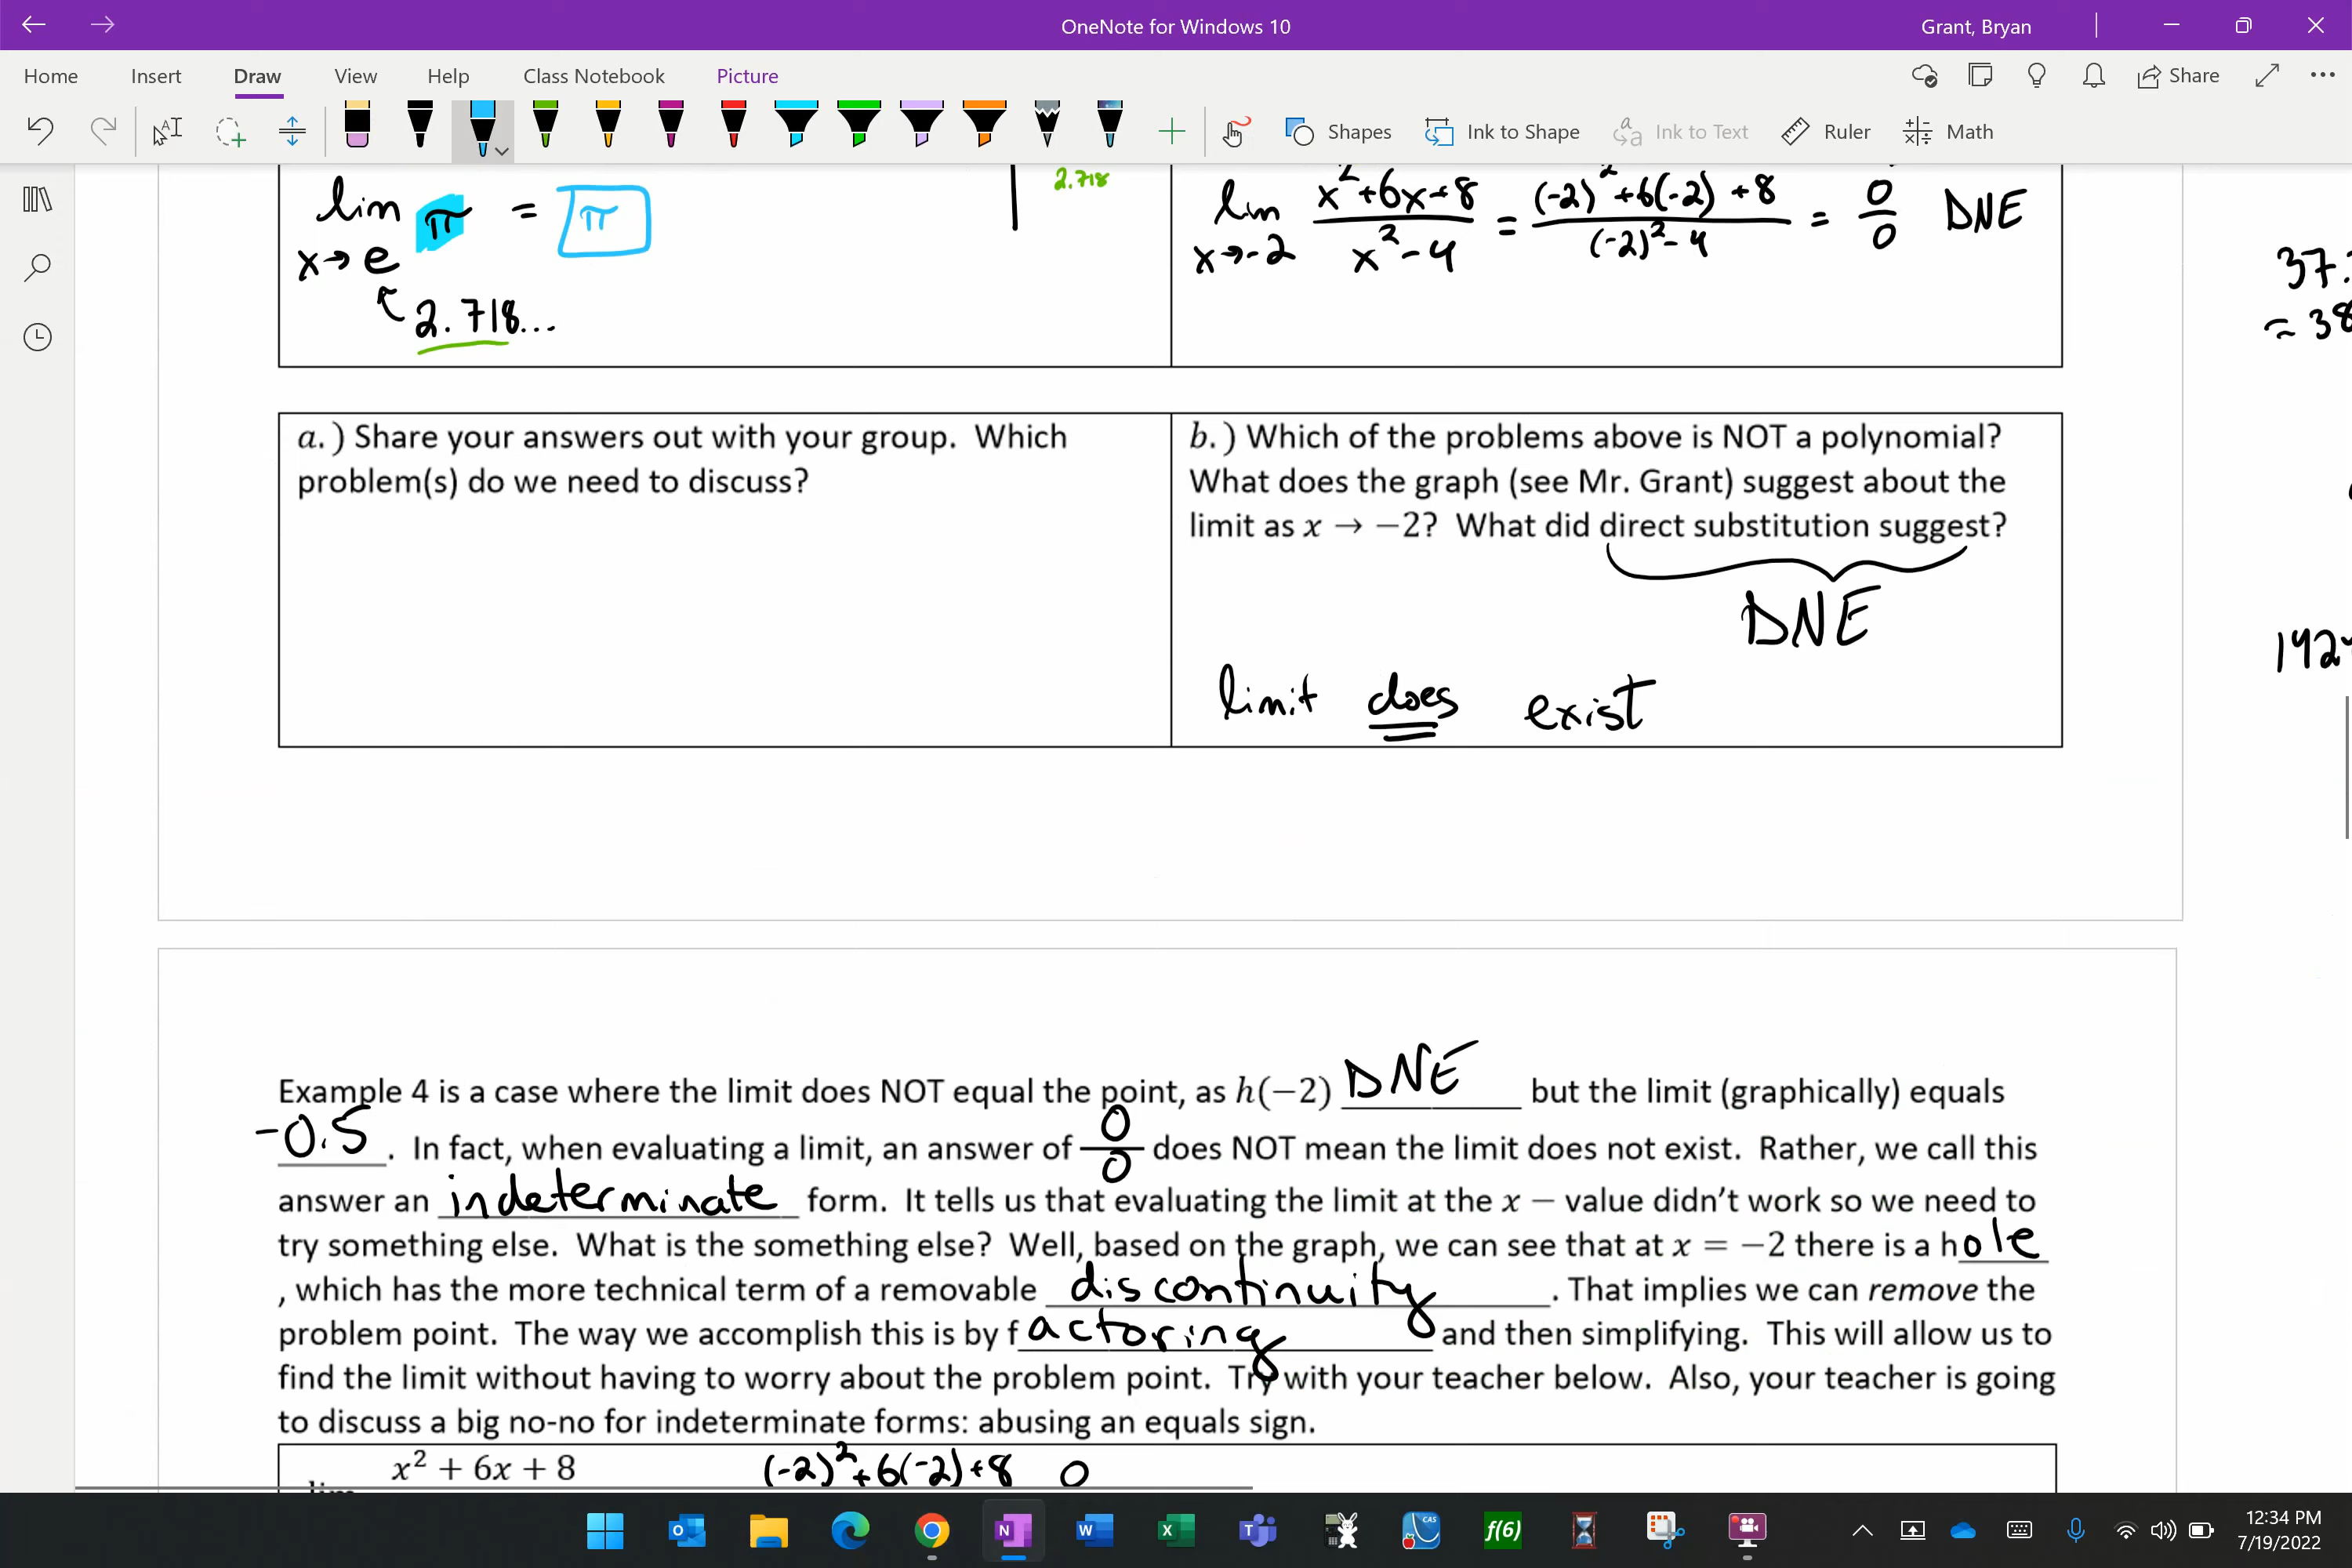 OneNote for Windows 10
Grant, Bryan
Home Insert Draw View Help Class Notebook Picture
Share
Shapes Ink to Shape Ink to Text Ruler Math
lim π = π
x→e
2.718...
2.718
lim x²+6x+8 / x²-4 = (-2)²+6(-2)+8 / (-2)²-4 = 0/0 DNE
x→-2
37.
≈ 38
192
a.) Share your answers out with your group. Which
problem(s) do we need to discuss?
b.) Which of the problems above is NOT a polynomial?
What does the graph (see Mr. Grant) suggest about the
limit as x → −2? What did direct substitution suggest?
DNE
limit does exist
Example 4 is a case where the limit does NOT equal the point, as h(−2) DNE but the limit (graphically) equals
-0.5. In fact, when evaluating a limit, an answer of 0/0 does NOT mean the limit does not exist. Rather, we call this
answer an indeterminate form. It tells us that evaluating the limit at the x − value didn't work so we need to
try something else. What is the something else? Well, based on the graph, we can see that at x = −2 there is a hole
, which has the more technical term of a removable discontinuity. That implies we can remove the
problem point. The way we accomplish this is by factoring and then simplifying. This will allow us to
find the limit without having to worry about the problem point. Try with your teacher below. Also, your teacher is going
to discuss a big no-no for indeterminate forms: abusing an equals sign.
x² + 6x + 8 (-2)²+6(-2)+8 0
lim
CAS
f(6)
12:34 PM
7/19/2022